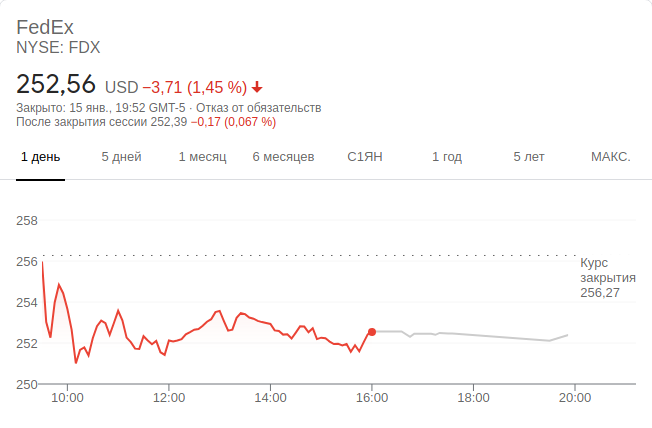 FedEx
NYSE: FDX
252,56 USD −3,71 (1,45 %)
Закрыто: 15 янв., 19:52 GMT-5 · Отказ от обязательств
После закрытия сессии 252,39 −0,17 (0,067 %)
1 день 5 дней 1 месяц 6 месяцев С1ЯН 1 год 5 лет МАКС.
258
256
254
252
250
Курс
закрытия
256,27
10:00 12:00 14:00 16:00 18:00 20:00